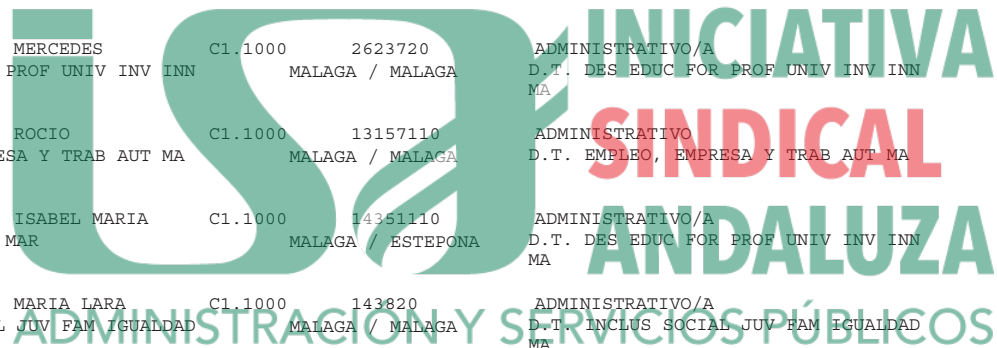 MERCEDES C1.1000 2623720 ADMINISTRATIVO/A
PROF UNIV INV INN MALAGA / MALAGA D.T. DES EDUC FOR PROF UNIV INV INN
MA
ROCIO C1.1000 13157110 ADMINISTRATIVO
ESA Y TRAB AUT MA MALAGA / MALAGA D.T. EMPLEO, EMPRESA Y TRAB AUT MA
ISABEL MARIA C1.1000 14351110 ADMINISTRATIVO/A
MAR MALAGA / ESTEPONA D.T. DES EDUC FOR PROF UNIV INV INN
MA
MARIA LARA C1.1000 143820 ADMINISTRATIVO/A
L JUV FAM IGUALDAD MALAGA / MALAGA D.T. INCLUS SOCIAL JUV FAM IGUALDAD
MA
isa
INICIATIVA
SINDICAL
ANDALUZA
ADMINISTRACIÓN Y SERVICIOS PÚBLICOS